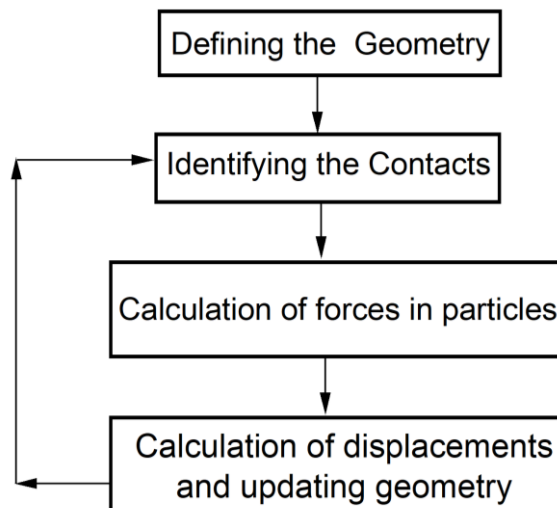 Defining the Geometry
Identifying the Contacts
Calculation of forces in particles
Calculation of displacements
and updating geometry